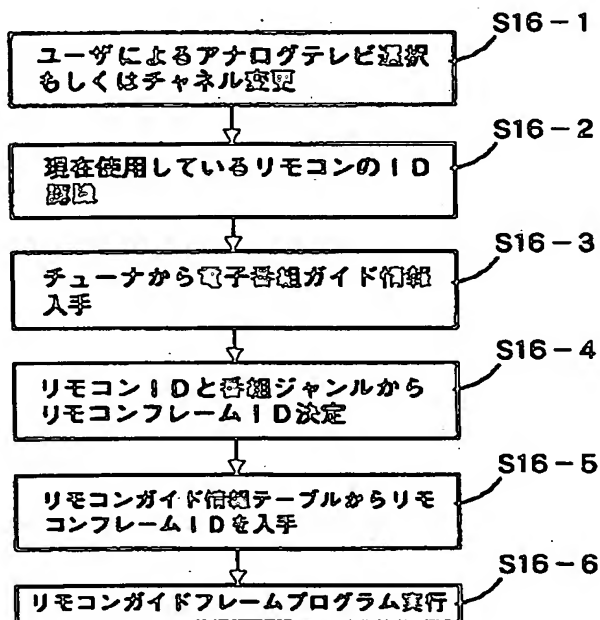 S16-1
ユーザによるアナログテレビ選択
もしくはチャネル変更
S16-2
現在使用しているリモコンのID
認識
S16-3
チューナから電子番組ガイド情報
入手
S16-4
リモコンIDと番組ジャンルから
リモコンフレームID決定
S16-5
リモコンガイド情報テーブルからリモ
コンフレームIDを入手
S16-6
リモコンガイドフレームプログラム実行